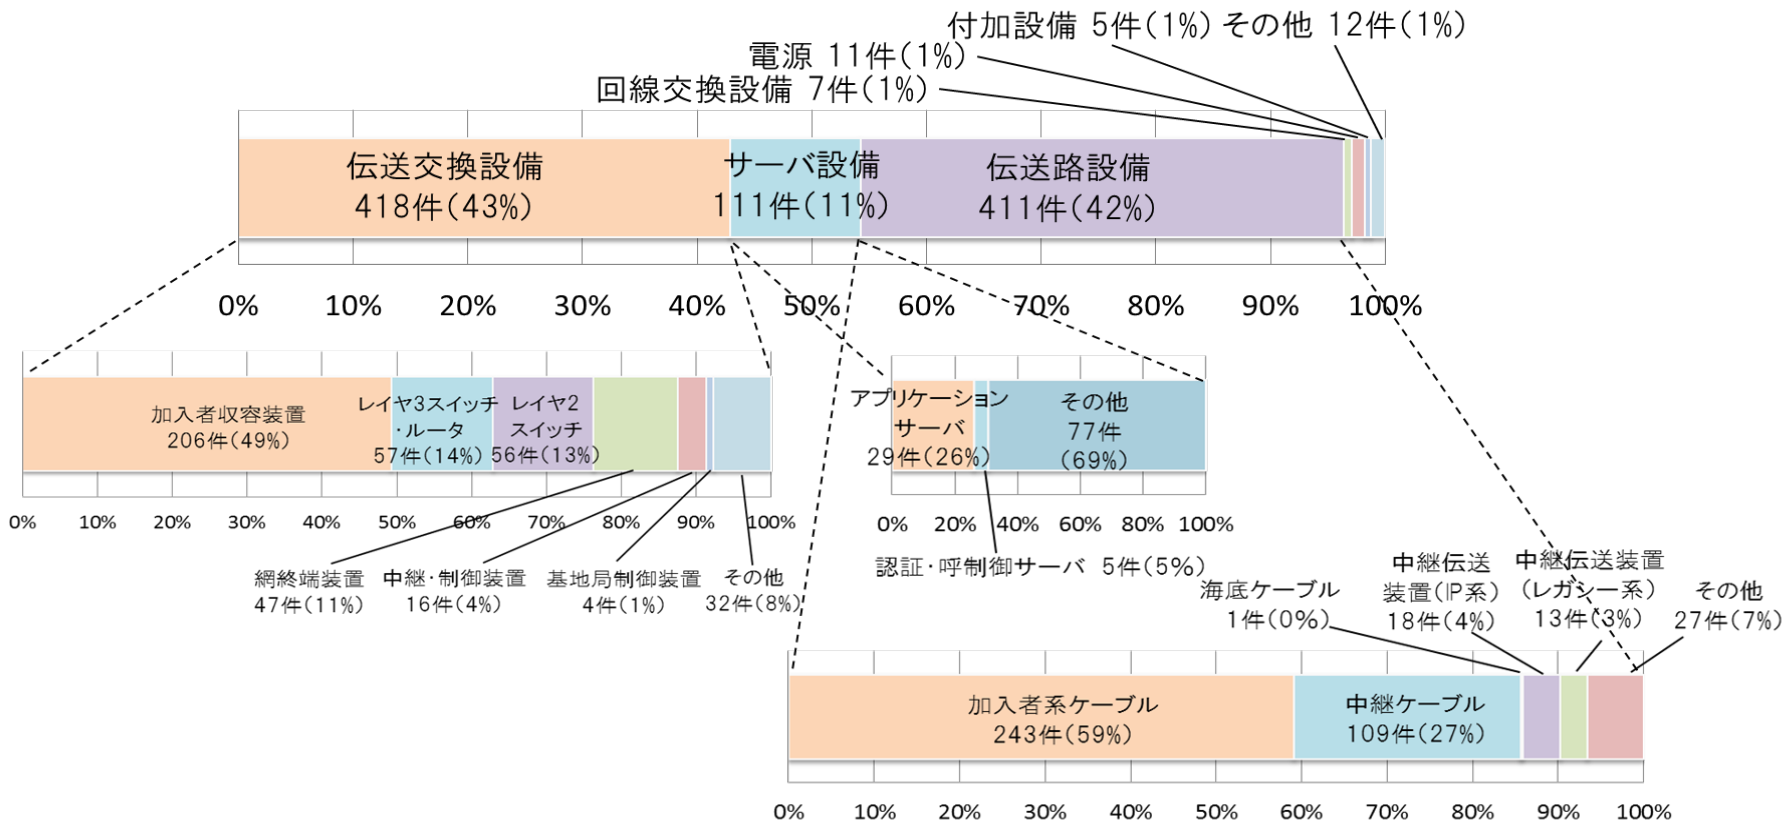 付加設備 5件(1%) その他 12件(1%)
電源 11件(1%)
回線交換設備 7件(1%)
伝送交換設備
418件(43%)
サーバ設備
111件(11%)
伝送路設備
411件(42%)
0% 10% 20% 30% 40% 50% 60% 70% 80% 90% 100%
加入者収容装置
206件(49%)
レイヤ3スイッチ
・ルータ
57件(14%)
レイヤ2
スイッチ
56件(13%)
0% 10% 20% 30% 40% 50% 60% 70% 80% 90% 100%
網終端装置
47件(11%)
中継・制御装置
16件(4%)
基地局制御装置
4件(1%)
その他
32件(8%)
アプリケーション
サーバ
29件(26%)
その他
77件
(69%)
0% 20% 40% 60% 80% 100%
認証・呼制御サーバ 5件(5%)
海底ケーブル
1件(0%)
中継伝送
装置(IP系)
18件(4%)
中継伝送装置
(レガシー系)
13件(3%)
その他
27件(7%)
加入者系ケーブル
243件(59%)
中継ケーブル
109件(27%)
0% 10% 20% 30% 40% 50% 60% 70% 80% 90% 100%